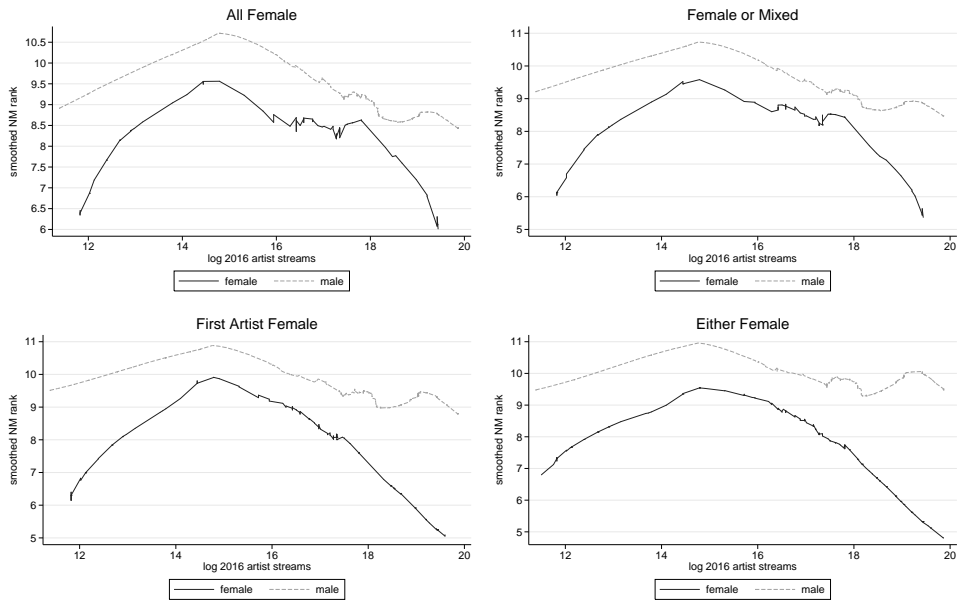 All Female
smoothed NM rank
10.5
10
9.5
9
8.5
8
7.5
7
6.5
6
12 14 16 18 20
log 2016 artist streams
female male
Female or Mixed
smoothed NM rank
11
10
9
8
7
6
5
12 14 16 18 20
log 2016 artist streams
female male
First Artist Female
smoothed NM rank
11
10
9
8
7
6
5
12 14 16 18 20
log 2016 artist streams
female male
Either Female
smoothed NM rank
11
10
9
8
7
6
5
12 14 16 18 20
log 2016 artist streams
female male